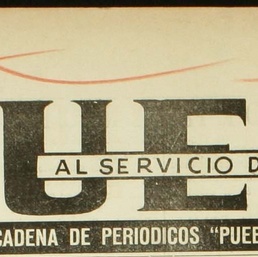 UE
AL SERVICIO D
CADENA DE PERIODICOS "PUEB